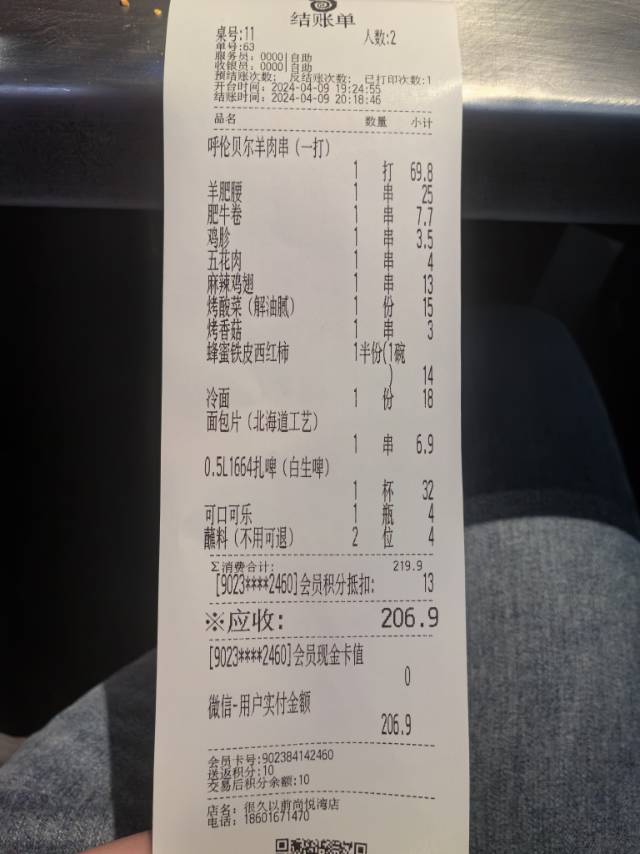 结账单
桌号:11 人数:2
单号:63
服务员: 0000|自助
收银员: 0000|自助
预结账次数: 反结账次数: 已打印次数:1
开台时间: 2024-04-09 19:24:55
结账时间: 2024-04-09 20:18:46
品名 数量 小计
呼伦贝尔羊肉串(一打)
1 打 69.8
羊肥腰 1 串 25
肥牛卷 1 串 7.7
鸡胗 1 串 3.5
五花肉 1 串 4
麻辣鸡翅 1 串 13
烤酸菜(解油腻) 1 份 15
烤香菇 1 串 3
蜂蜜铁皮西红柿 1半份(1碗
) 14
冷面 1 份 18
面包片(北海道工艺)
1 串 6.9
0.5L1664扎啤(白生啤)
1 杯 32
可口可乐 1 瓶 4
蘸料(不用可退) 2 位 4
Σ消费合计: 219.9
[9023****2460]会员积分抵扣: 13
※应收: 206.9
[9023****2460]会员现金卡值
0
微信-用户实付金额
206.9
会员卡号:902384142460
送返积分:10
交易后积分余额:10
店名: 很久以前尚悦湾店
电话: 18601671470